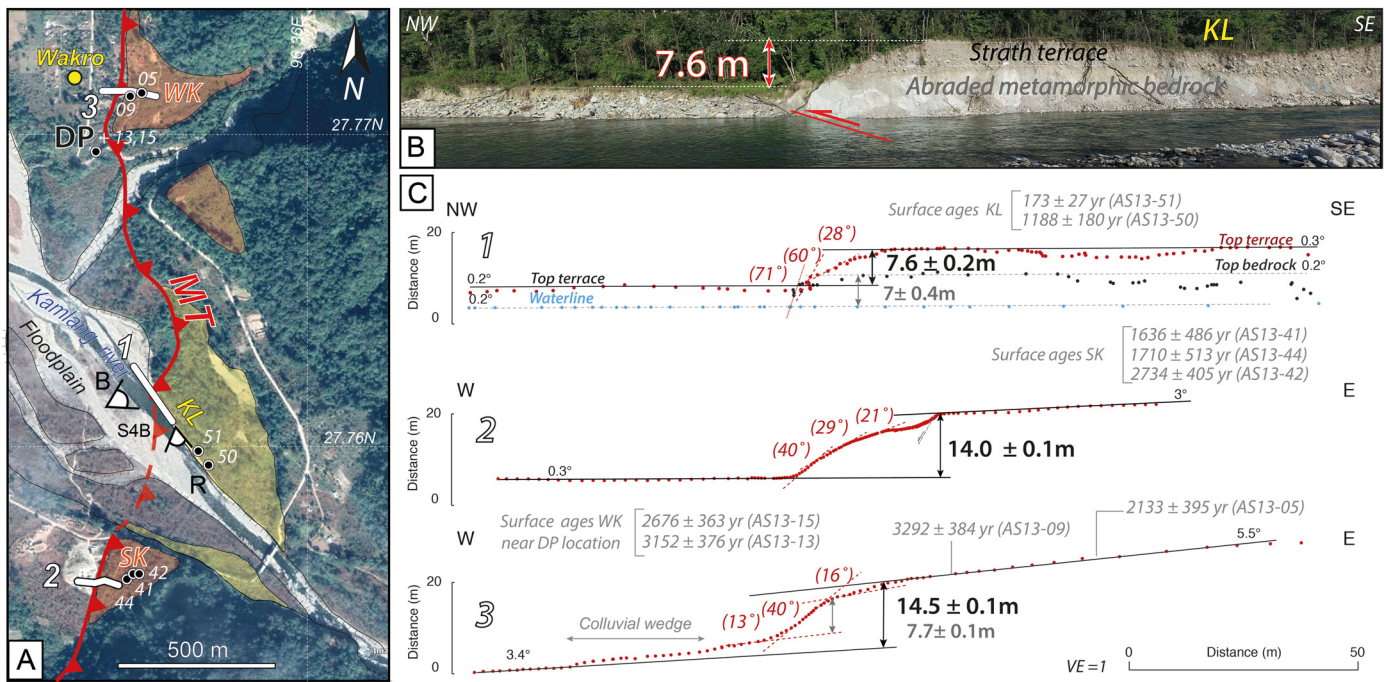 Wakro
96.36E
N
3
05
09
WK
DP
13,15
27.77N
MT
Kamlang river
Floodplain
1
B
S4B
KL
51
50
R
27.76N
SK
2
42
41
44
500 m
A
NW
KL
SE
7.6 m
Strath terrace
Abraded metamorphic bedrock
B
C
NW
Surface ages KL
173 ± 27 yr (AS13-51)
1188 ± 180 yr (AS13-50)
SE
1
20
Distance (m)
0
0.2°
Top terrace
0.2°
Waterline
(71°)
(60°)
(28°)
7.6 ± 0.2m
7± 0.4m
Top terrace
0.3°
Top bedrock
0.2°
Surface ages SK
1636 ± 486 yr (AS13-41)
1710 ± 513 yr (AS13-44)
2734 ± 405 yr (AS13-42)
W
E
2
20
Distance (m)
0
0.3°
(40°)
(29°)
(21°)
3°
14.0 ± 0.1m
W
Surface ages WK
near DP location
2676 ± 363 yr (AS13-15)
3152 ± 376 yr (AS13-13)
3292 ± 384 yr (AS13-09)
2133 ± 395 yr (AS13-05)
E
3
20
Distance (m)
0
3.4°
Colluvial wedge
(13°)
(40°)
(16°)
5.5°
14.5 ± 0.1m
7.7± 0.1m
VE=1
0
Distance (m)
50